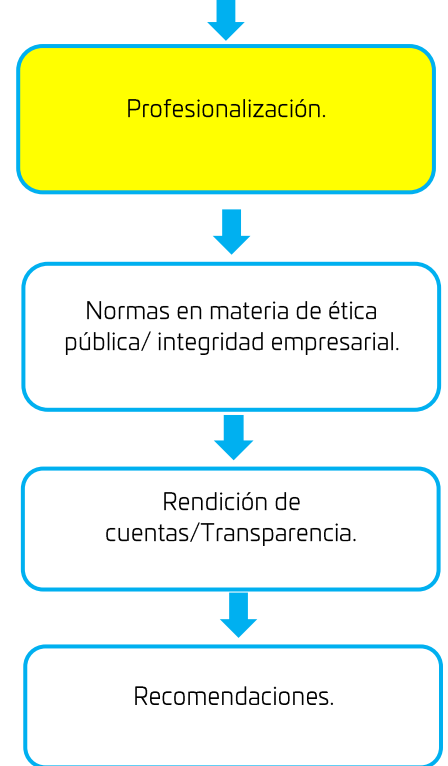 Profesionalización.
Normas en materia de ética
pública/ integridad empresarial.
Rendición de
cuentas/Transparencia.
Recomendaciones.